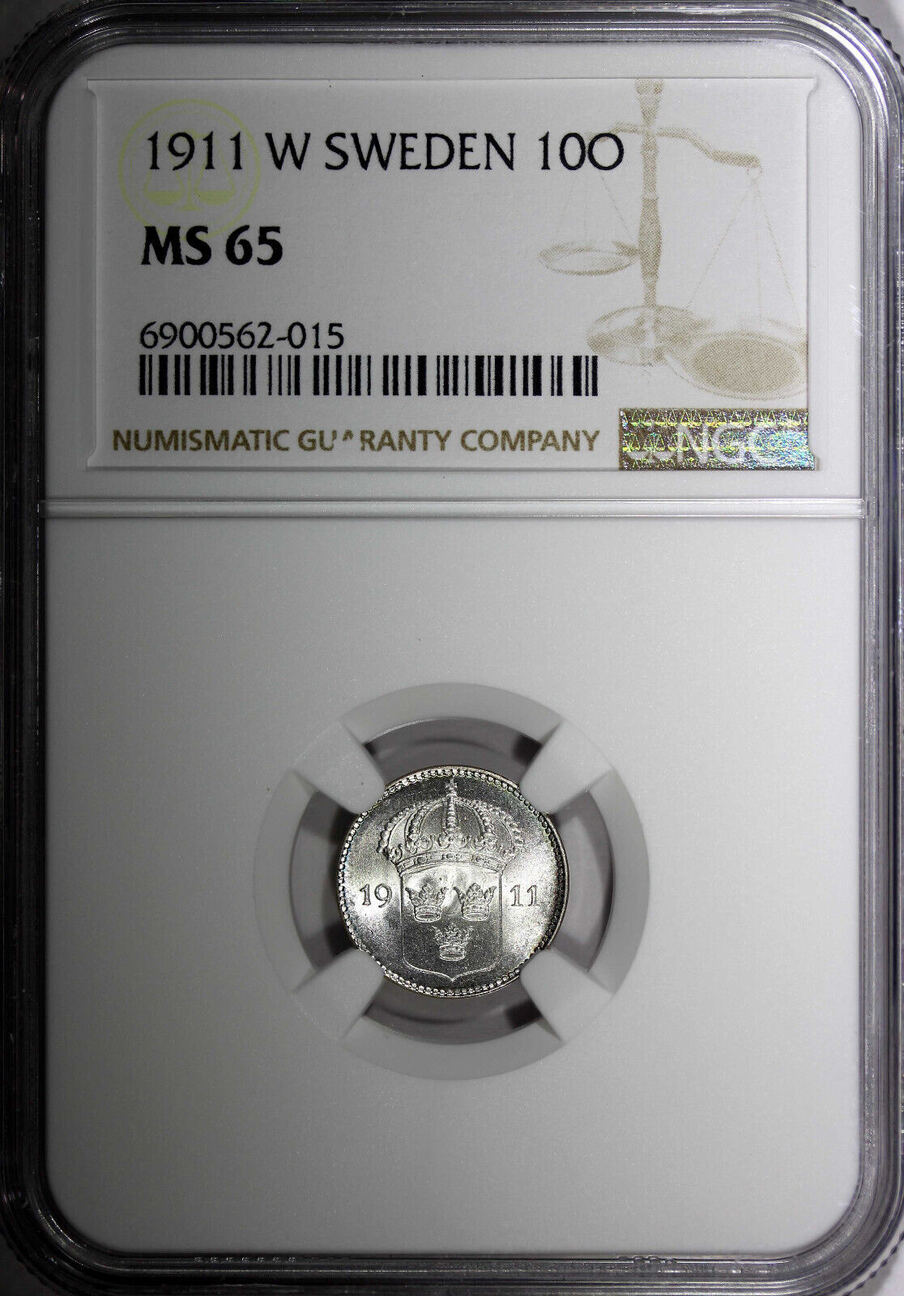 1911 W SWEDEN 10O
MS 65
6900562-015
NUMISMATIC GU RANTY COMPANY
NGC
19 11